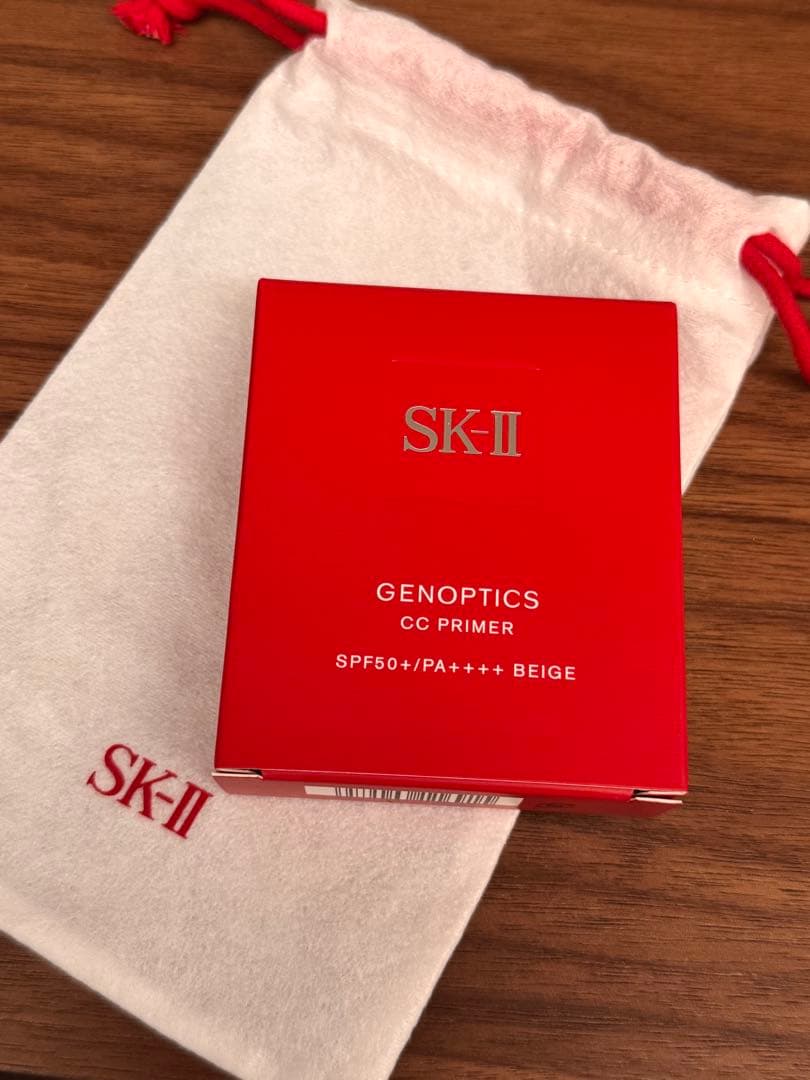 SK-II
GENOPTICS
CC PRIMER
SPF50+/PA++++ BEIGE
SK-II